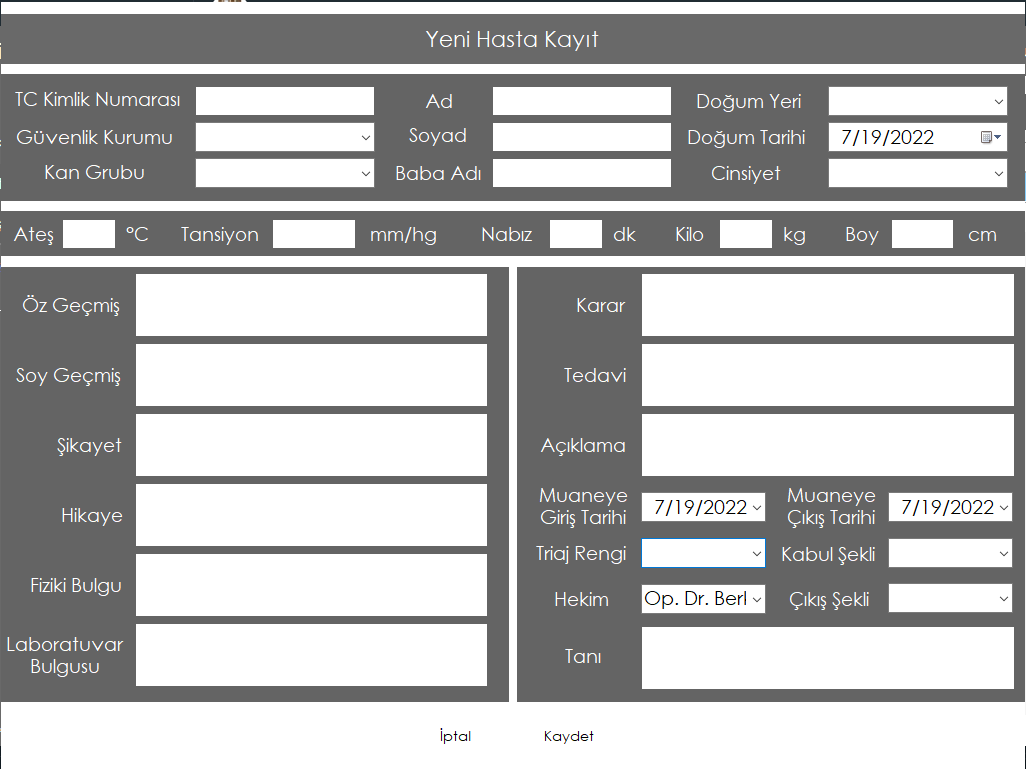 Yeni Hasta Kayıt
TC Kimlik Numarası Ad Doğum Yeri
Güvenlik Kurumu Soyad Doğum Tarihi 7/19/2022
Kan Grubu Baba Adı Cinsiyet
Ateş °C Tansiyon mm/hg Nabız dk Kilo kg Boy cm
Öz Geçmiş
Soy Geçmiş
Şikayet
Hikaye
Fiziki Bulgu
Laboratuvar
Bulgusu
Karar
Tedavi
Açıklama
Muaneye
Giriş Tarihi
7/19/2022
Muaneye
Çıkış Tarihi
7/19/2022
Triaj Rengi Kabul Şekli
Hekim Op. Dr. Berl Çıkış Şekli
Tanı
İptal Kaydet